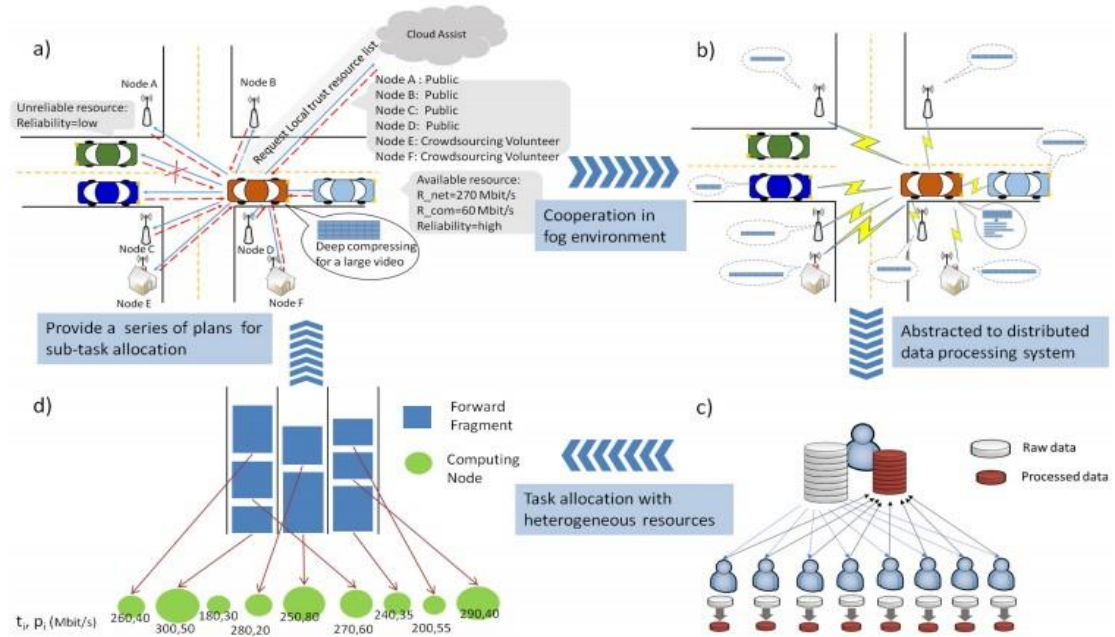 a)
Cloud Assist
Node A
Node B
Request Local trust resource list
Unreliable resource:
Reliability=low
Node A : Public
Node B: Public
Node C: Public
Node D: Public
Node E: Crowdsourcing Volunteer
Node F: Crowdsourcing Volunteer
Available resource:
R_net=270 Mbit/s
R_com=60 Mbit/s
Reliability=high
Node C
Node D
Deep compressing
for a large video
Node E
Node F
Cooperation in
fog environment
b)
Provide a series of plans for
sub-task allocation
Abstracted to distributed
data processing system
d)
Forward
Fragment
Computing
Node
Task allocation with
heterogeneous resources
c)
Raw data
Processed data
tᵢ, pᵢ (Mbit/s)
260,40
300,50
180,30
280,20
250,80
270,60
240,35
200,55
290,40